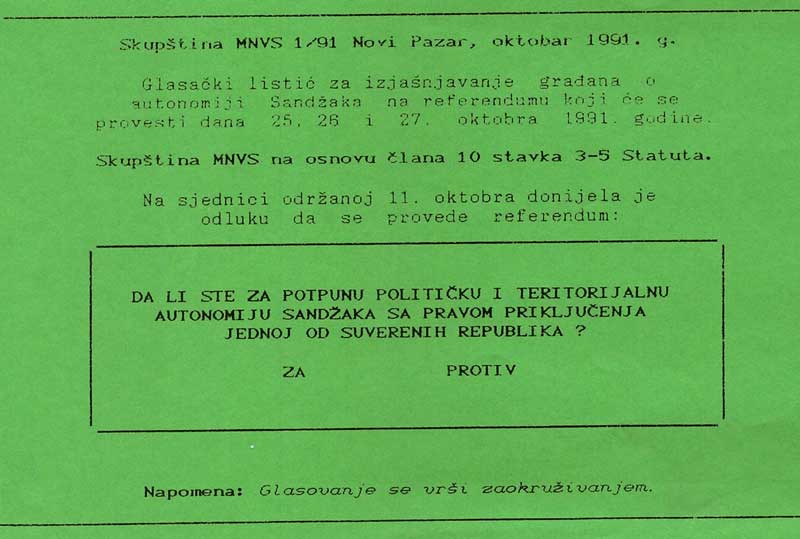 Skupština MNVS 1/91 Novi Pazar, oktobar 1991. g.
Glasački listić za izjašnjavanje građana o
autonomiji Sandžaka na referendumu koji će se
provesti dana 25, 26 i 27. oktobra 1991. godine.
Skupština MNVS na osnovu člana 10 stavka 3-5 Statuta.
Na sjednici održanoj 11. oktobra donijela je
odluku da se provede referendum:
DA LI STE ZA POTPUNU POLITIČKU I TERITORIJALNU
AUTONOMIJU SANDŽAKA SA PRAVOM PRIKLJUČENJA
JEDNOJ OD SUVERENIH REPUBLIKA ?
ZA PROTIV
Napomena: Glasovanje se vrši zaokruživanjem.